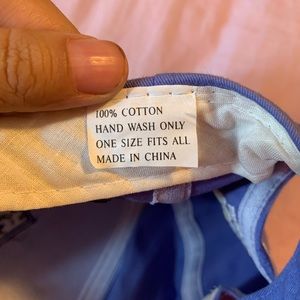 100% COTTON
HAND WASH ONLY
ONE SIZE FITS ALL
MADE IN CHINA